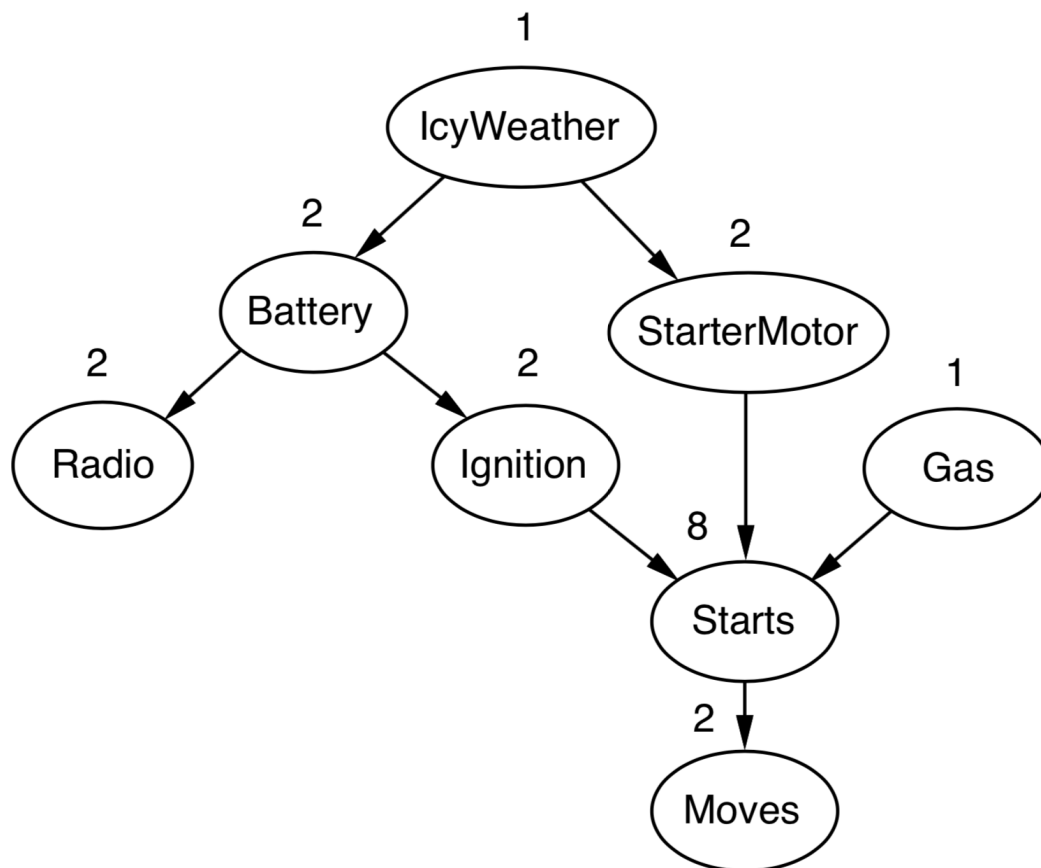 1
IcyWeather
2
2
Battery
StarterMotor
2
2
1
Radio
Ignition
Gas
8
Starts
2
Moves